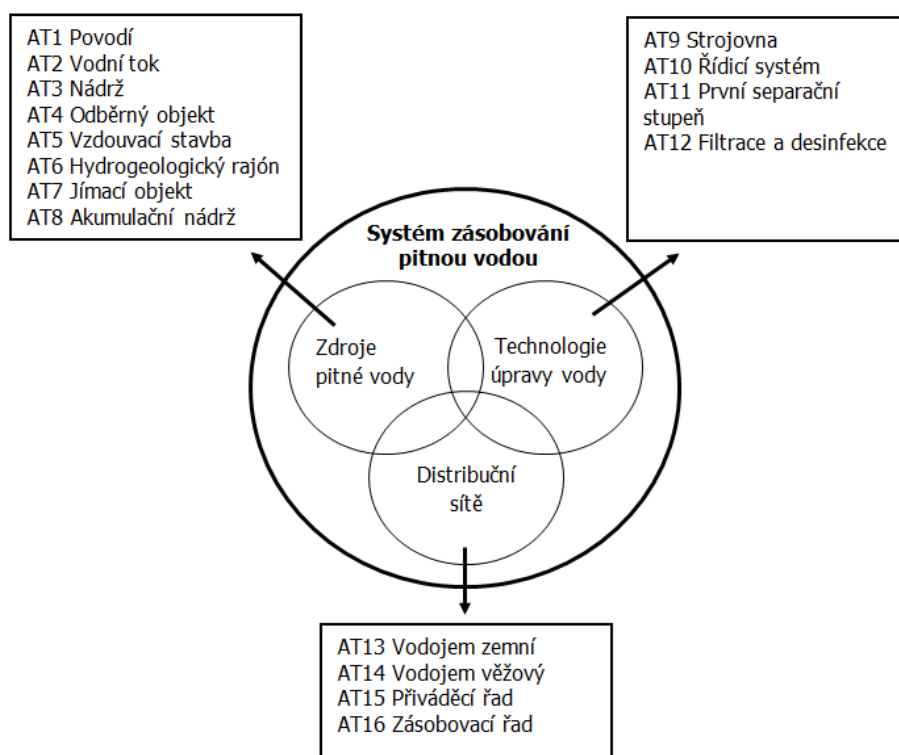 AT1 Povodí
AT2 Vodní tok
AT3 Nádrž
AT4 Odběrný objekt
AT5 Vzdouvací stavba
AT6 Hydrogeologický rajón
AT7 Jímací objekt
AT8 Akumulační nádrž
AT9 Strojovna
AT10 Řídicí systém
AT11 První separační
stupeň
AT12 Filtrace a desinfekce
Systém zásobování
pitnou vodou
Zdroje
pitné vody
Technologie
úpravy vody
Distribuční
sítě
AT13 Vodojem zemní
AT14 Vodojem věžový
AT15 Přiváděcí řad
AT16 Zásobovací řad